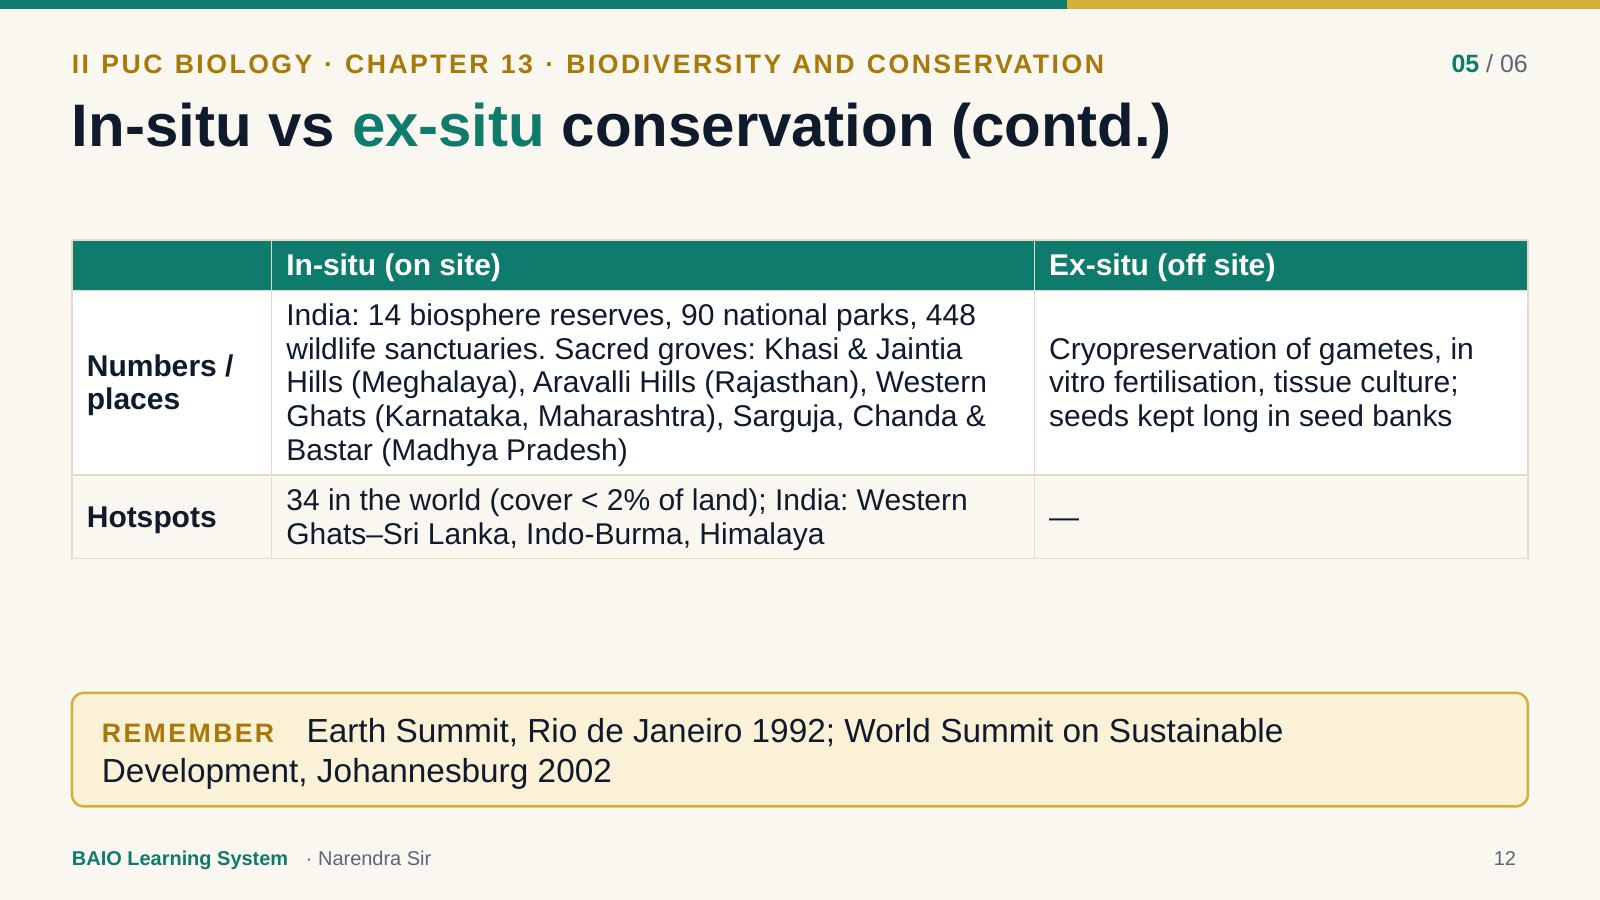 II PUC BIOLOGY · CHAPTER 13 · BIODIVERSITY AND CONSERVATION
05 / 06
In-situ vs ex-situ conservation (contd.)
In-situ (on site)
Ex-situ (off site)
Numbers /
places
India: 14 biosphere reserves, 90 national parks, 448
wildlife sanctuaries. Sacred groves: Khasi & Jaintia
Hills (Meghalaya), Aravalli Hills (Rajasthan), Western
Ghats (Karnataka, Maharashtra), Sarguja, Chanda &
Bastar (Madhya Pradesh)
Cryopreservation of gametes, in
vitro fertilisation, tissue culture;
seeds kept long in seed banks
Hotspots
34 in the world (cover < 2% of land); India: Western
Ghats–Sri Lanka, Indo-Burma, Himalaya
—
REMEMBER Earth Summit, Rio de Janeiro 1992; World Summit on Sustainable
Development, Johannesburg 2002
BAIO Learning System · Narendra Sir
12